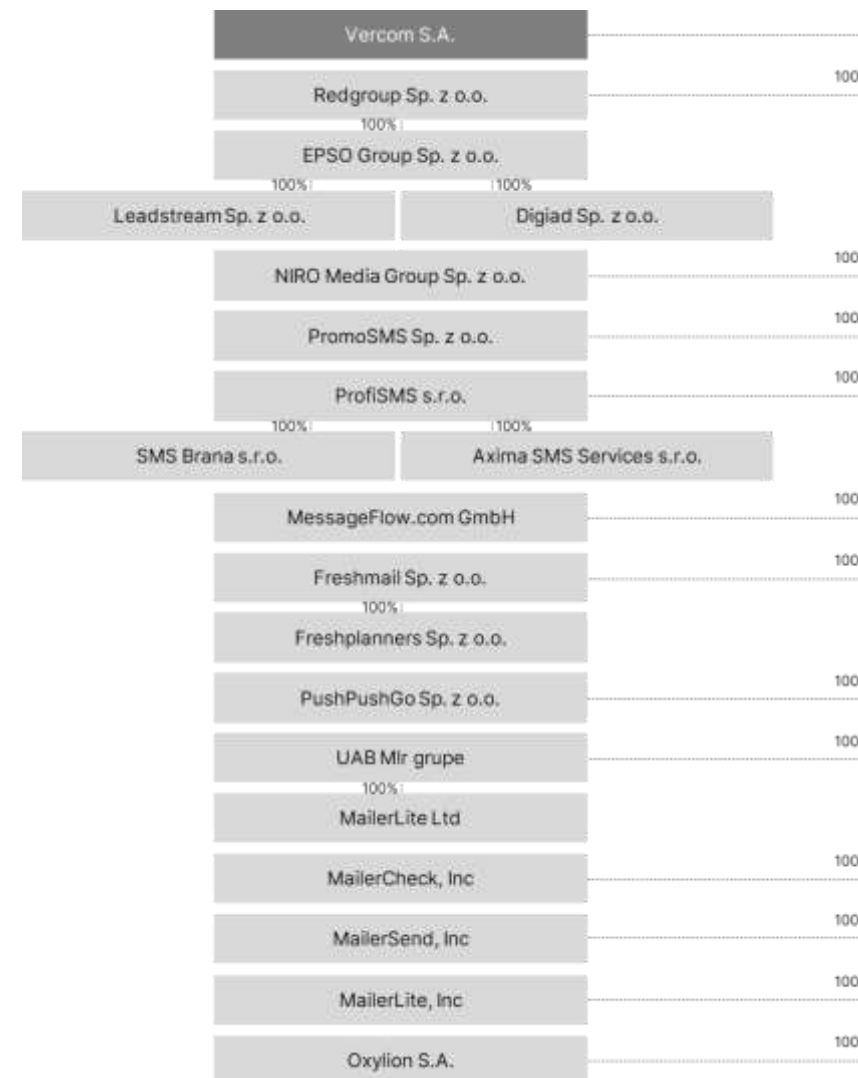 Vercom S.A.
100
Redgroup Sp. z o.o.
100%
EPSO Group Sp. z o.o.
100% 100%
Leadstream Sp. z o.o. Digiad Sp. z o.o.
100
NIRO Media Group Sp. z o.o.
100
PromoSMS Sp. z o.o.
100
ProfiSMS s.r.o.
100% 100%
SMS Brana s.r.o. Axima SMS Services s.r.o.
100
MessageFlow.com GmbH
100
Freshmail Sp. z o.o.
100%
Freshplanners Sp. z o.o.
100
PushPushGo Sp. z o.o.
100
UAB Mlr grupe
100%
MailerLite Ltd
100
MailerCheck, Inc
100
MailerSend, Inc
100
MailerLite, Inc
100
Oxylion S.A.